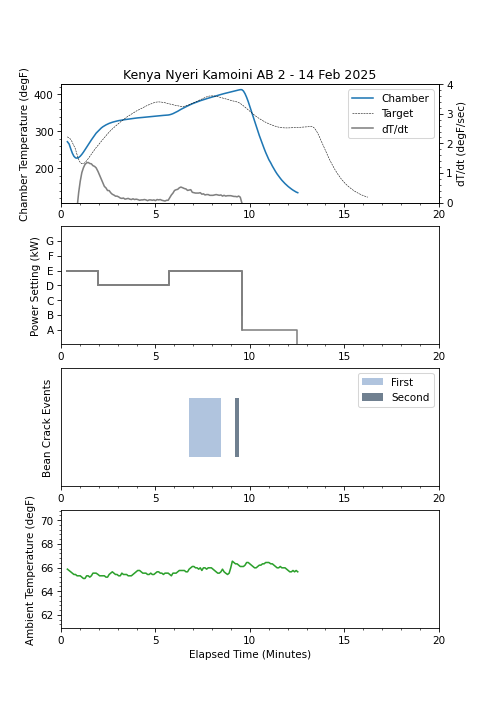 Kenya Nyeri Kamoini AB 2 - 14 Feb 2025
Chamber Temperature (degF)
400
300
200
Chamber
Target
dT/dt
4
3
2
1
0
dT/dt (degF/sec)
0 5 10 15 20
Power Setting (kW)
G
F
E
D
C
B
A
0 5 10 15 20
Bean Crack Events
First
Second
0 5 10 15 20
Ambient Temperature (degF)
70
68
66
64
62
0 5 10 15 20
Elapsed Time (Minutes)